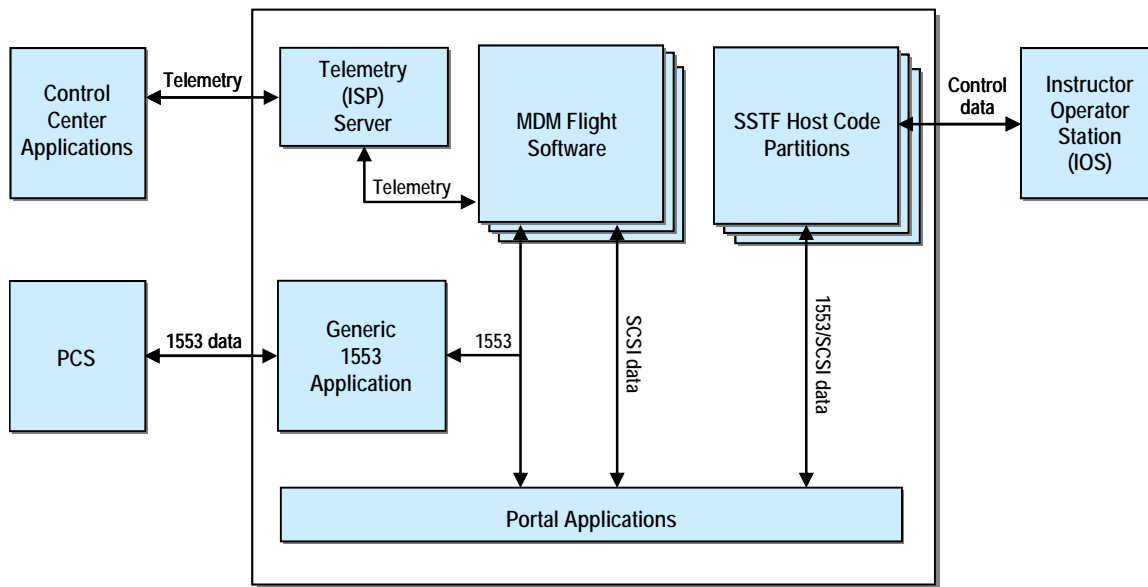 Control
Center
Applications
Telemetry
Telemetry
(ISP)
Server
Telemetry
MDM Flight
Software
SSTF Host Code
Partitions
Control
data
Instructor
Operator
Station
(IOS)
PCS
1553 data
Generic
1553
Application
1553
SCSI data
1553/SCSI data
Portal Applications